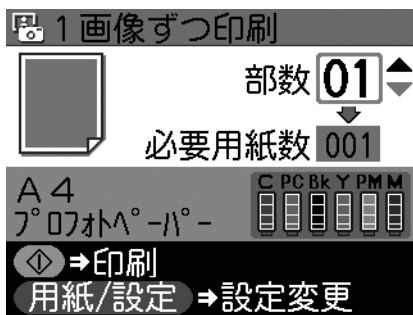 1画像ずつ印刷
部数 01
必要用紙数 001
A4
プロフォトペーパー
C PC Bk Y PM M
➡印刷
用紙/設定 ➡設定変更